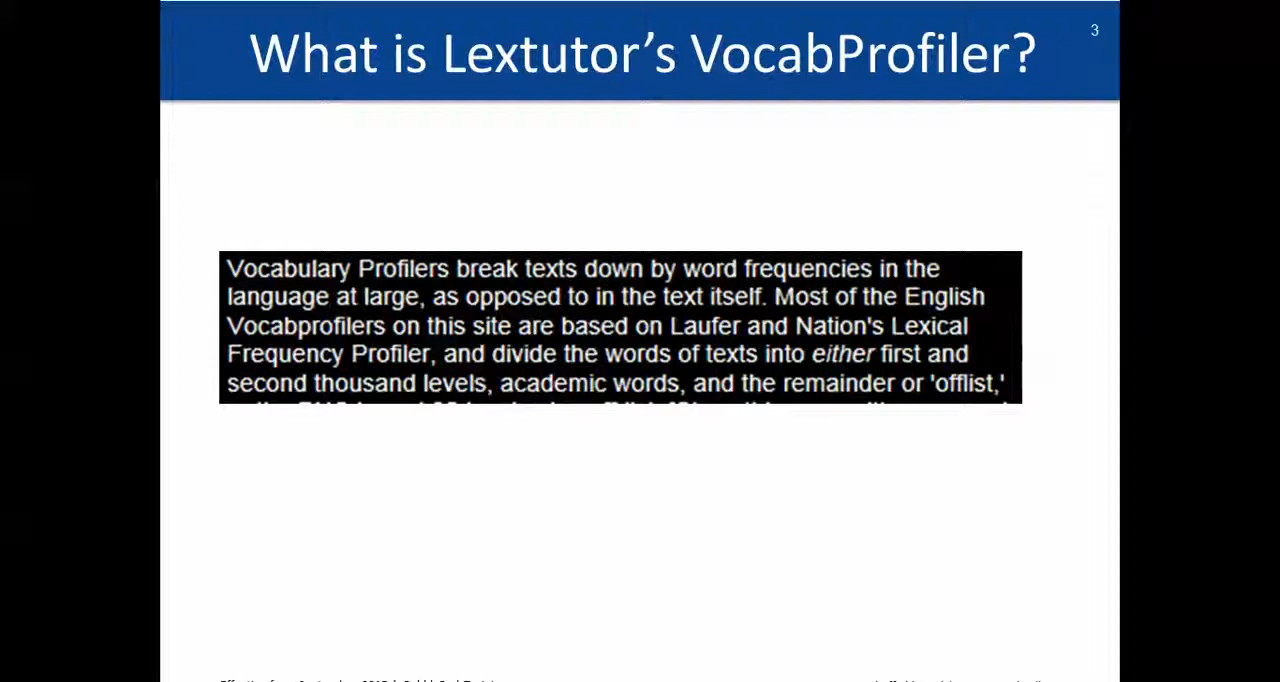 What is Lextutor’s VocabProfiler?
3
Vocabulary Profilers break texts down by word frequencies in the
language at large, as opposed to in the text itself. Most of the English
Vocabprofilers on this site are based on Laufer and Nation's Lexical
Frequency Profiler, and divide the words of texts into either first and
second thousand levels, academic words, and the remainder or 'offlist,'